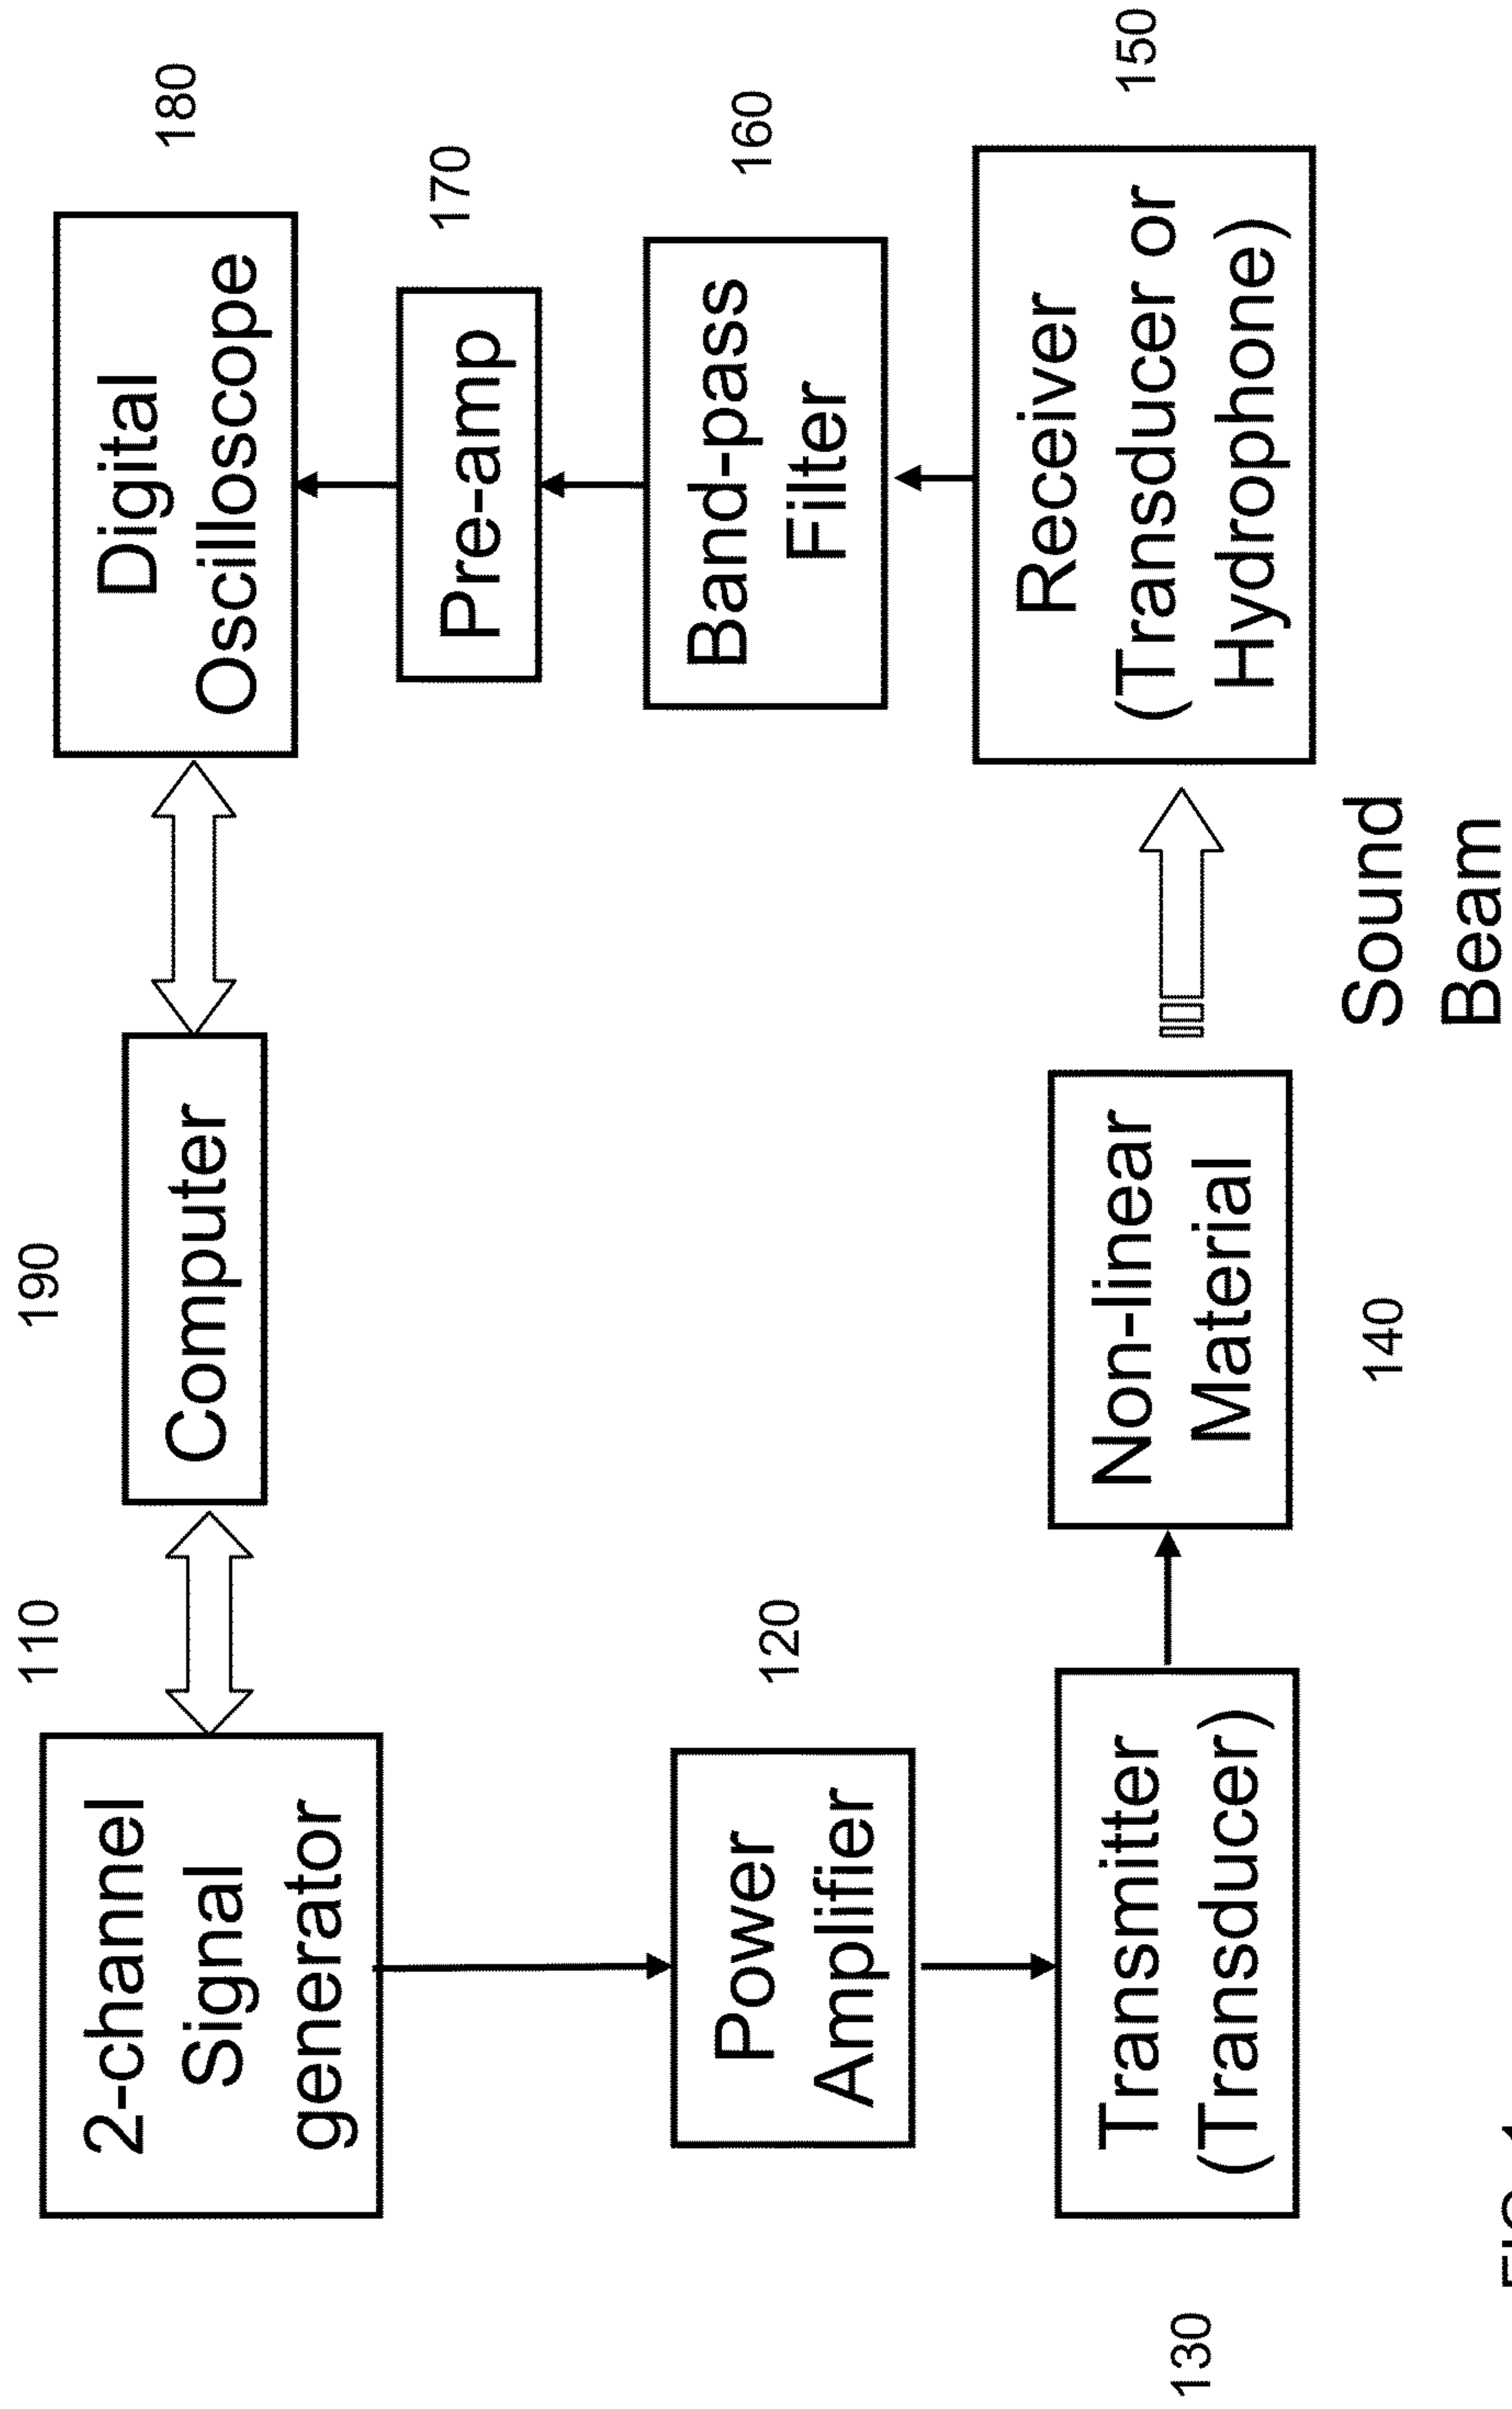 110
190
180
2-channel
Signal
generator
Computer
Digital
Oscilloscope
170
Pre-amp
120
Power
Amplifier
160
Band-pass
Filter
130
Transmitter
(Transducer)
Non-linear
Material
140
Receiver
(Transducer or
Hydrophone)
150
Sound
Beam